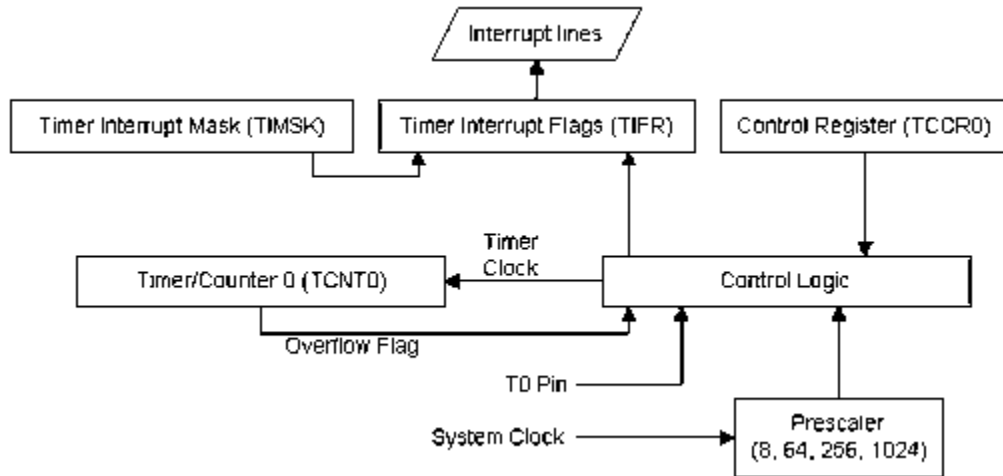 Interrupt lines
Timer Interrupt Mask (TIMSK)
Timer Interrupt Flags (TIFR)
Control Register (TCCR0)
Timer
Clock
Timer/Counter 0 (TCNT0)
Control Logic
Overflow Flag
T0 Pin
System Clock
Prescaler
(8, 64, 256, 1024)